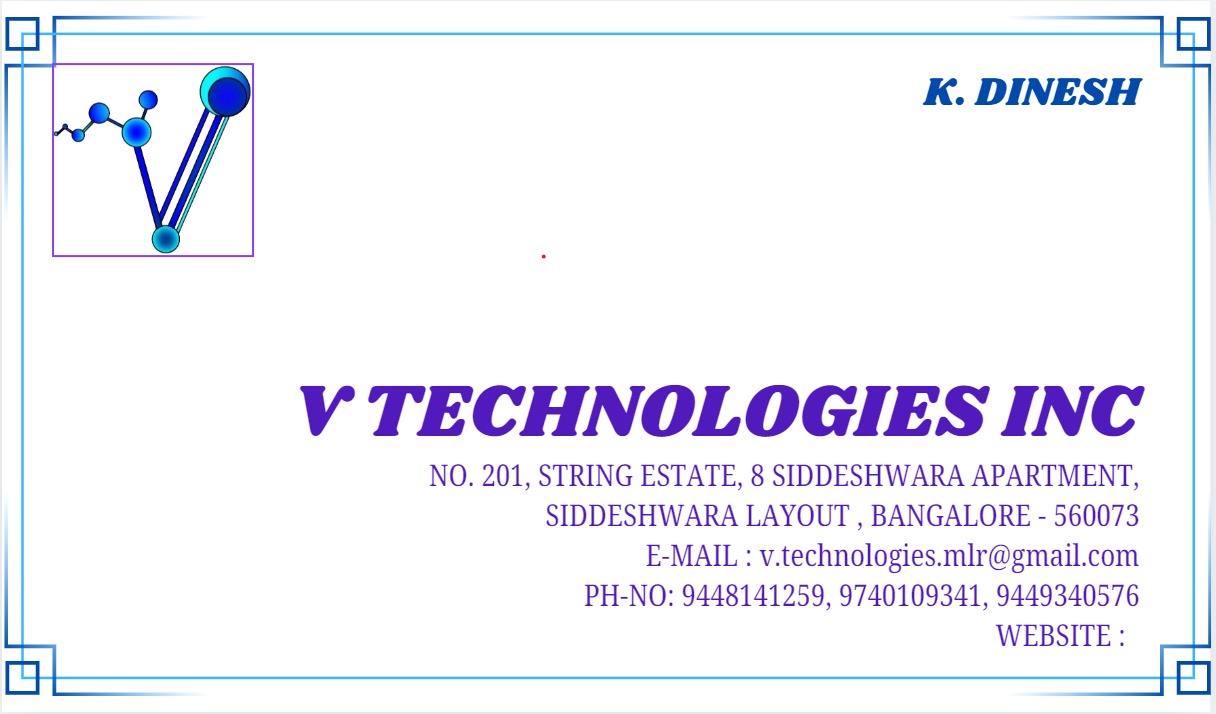 K. DINESH
V TECHNOLOGIES INC
NO. 201, STRING ESTATE, 8 SIDDESHWARA APARTMENT,
SIDDESHWARA LAYOUT , BANGALORE - 560073
E-MAIL : v.technologies.mlr@gmail.com
PH-NO: 9448141259, 9740109341, 9449340576
WEBSITE :